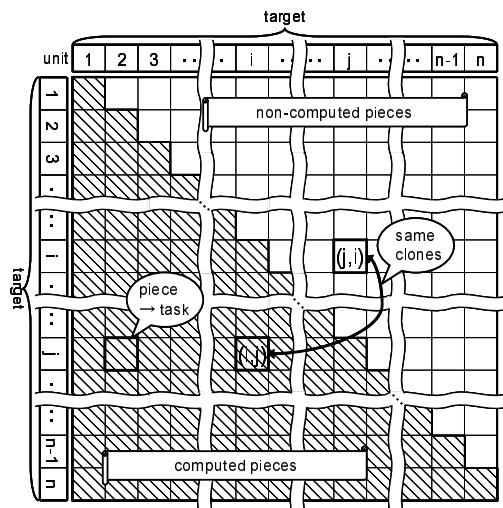 target
unit 1 2 3 ·· · i ·· ·· j ·· ·· n-1 n
1
non-computed pieces
2
3
·
··
i
(j,i)
same
clones
target
··
piece
→ task
j
(i,j)
·
··
n-1
computed pieces
n